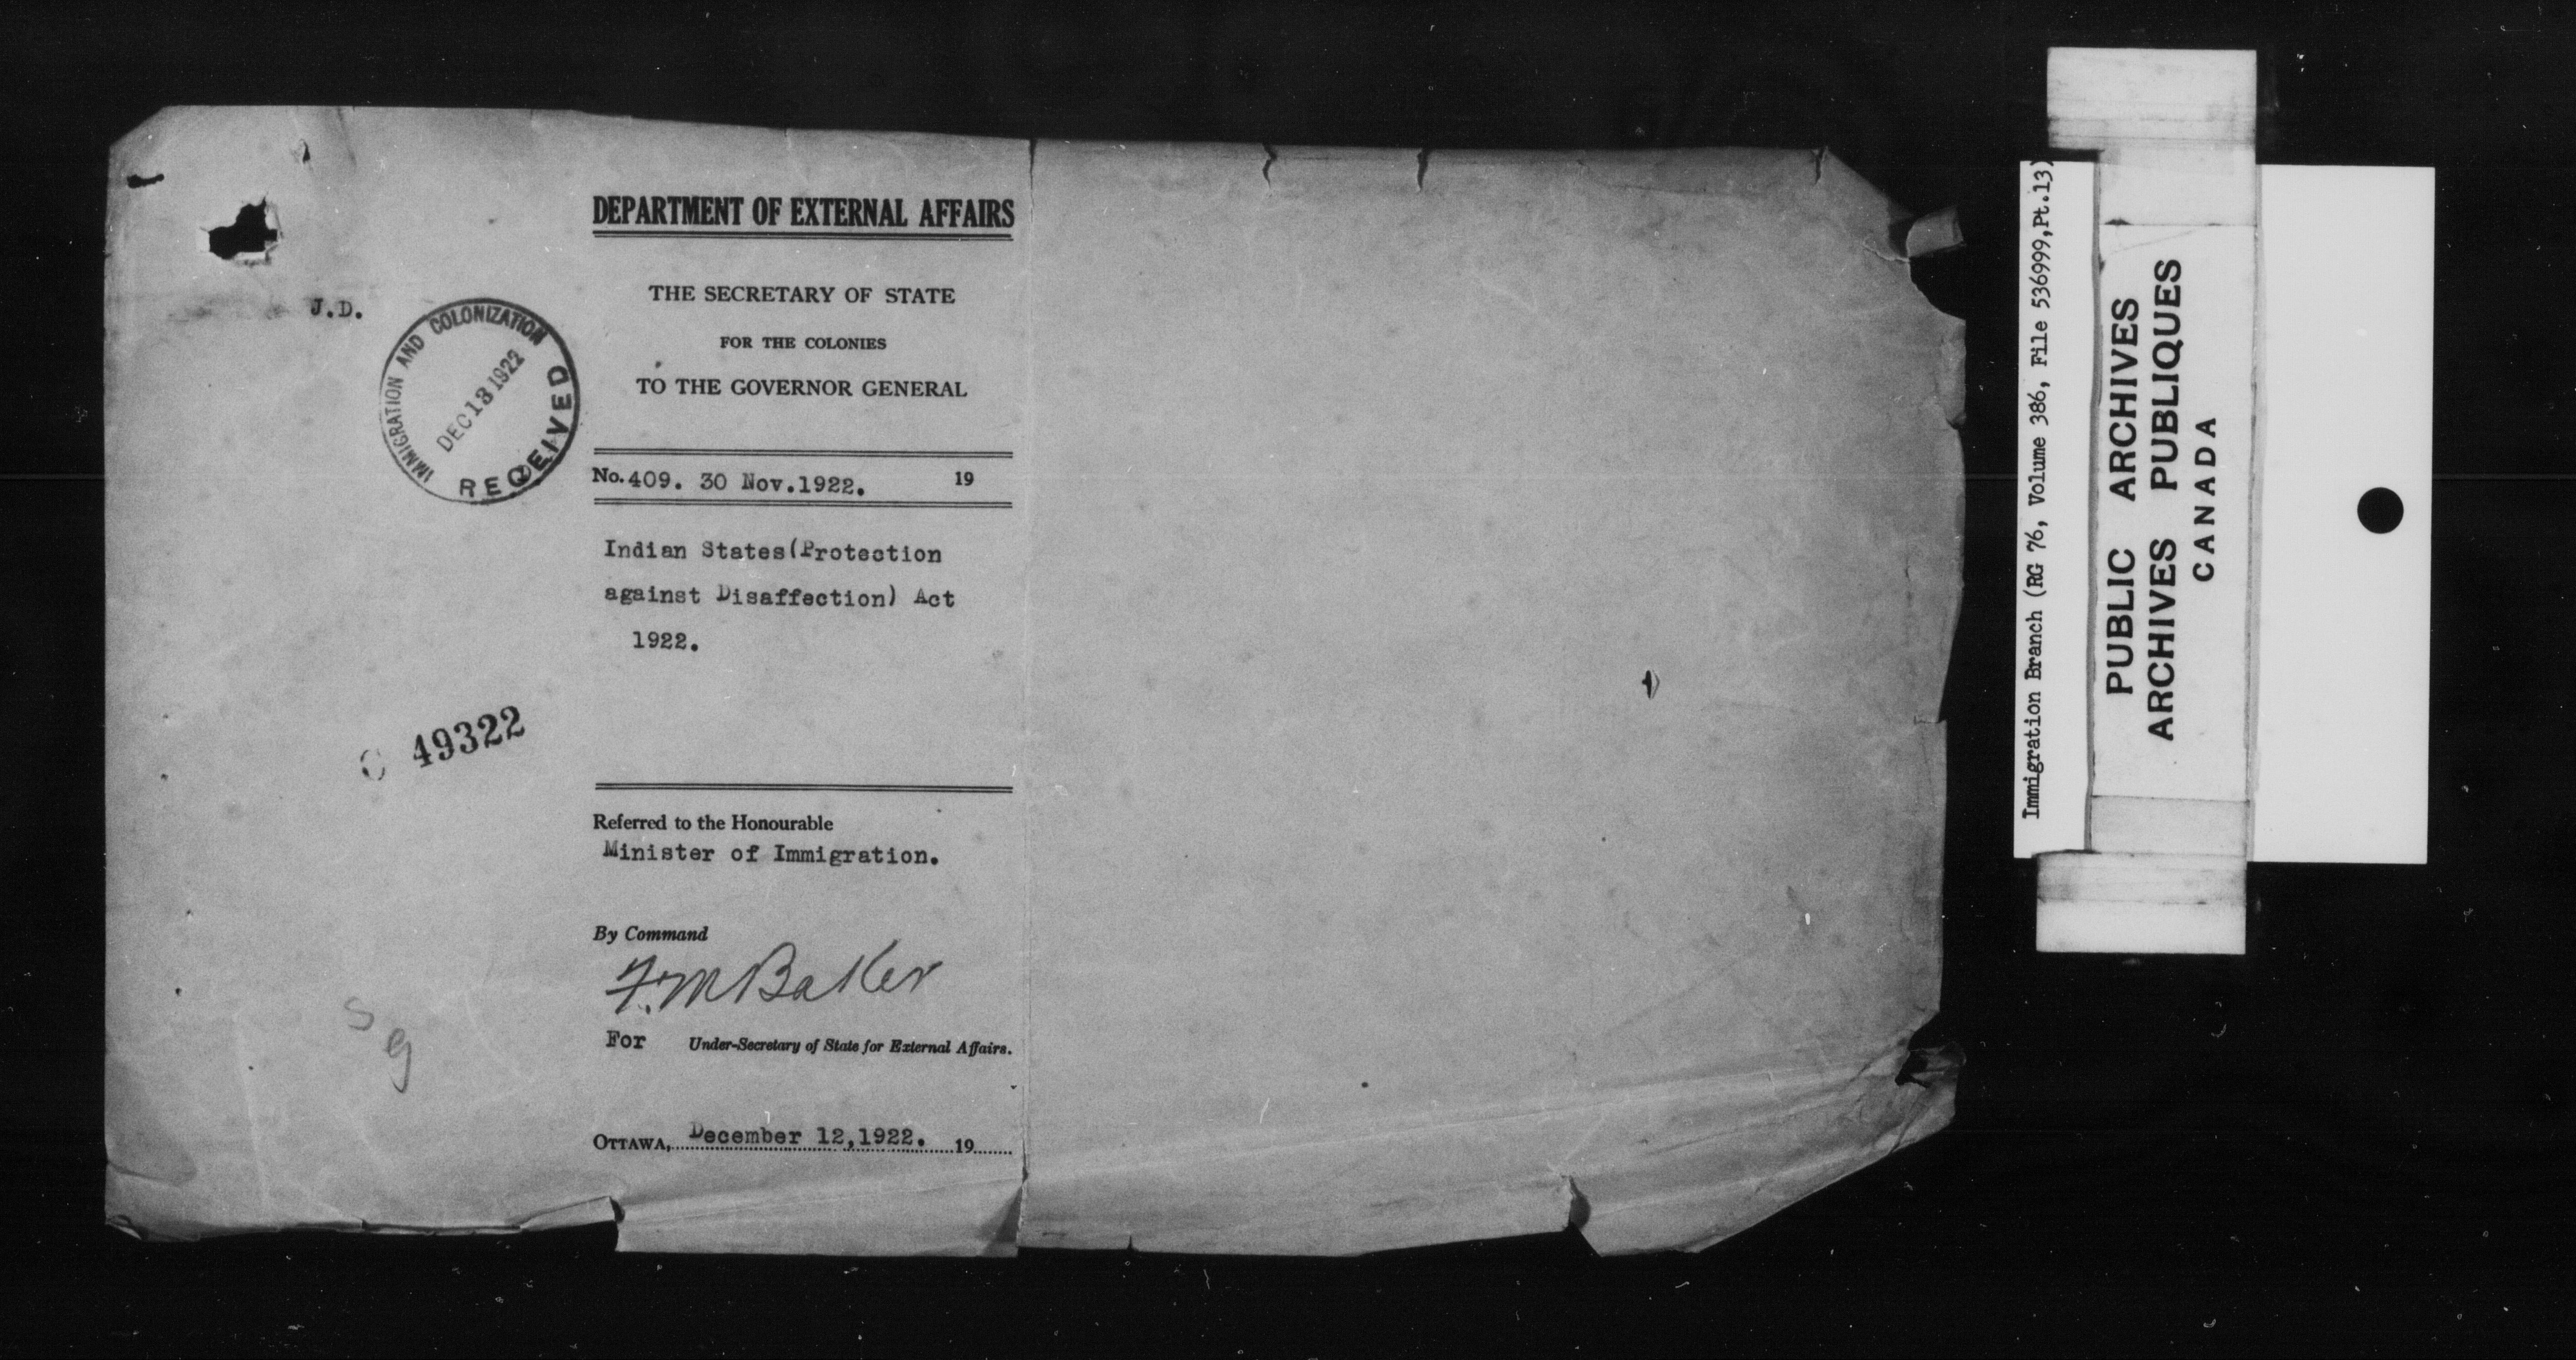 DEPARTMENT OF EXTERNAL AFFAIRS
THE SECRETARY OF STATE
FOR THE COLONIES
TO THE GOVERNOR GENERAL
No. 409. 30 Nov.1922. 19
Indian States(Protection
against Disaffection) Act
1922.
Referred to the Honourable
Minister of Immigration.
By Command
F.M Baker
For Under-Secretary of State for External Affairs.
OTTAWA, December 12,1922. 19
J.D.
IMMIGRATION AND COLONIZATION
DEC 13 1922
RECEIVED
C 49322
S
g
Immigration Branch (RG 76, Volume 386, File 536999,Pt.13)
PUBLIC ARCHIVES
ARCHIVES PUBLIQUES
CANADA